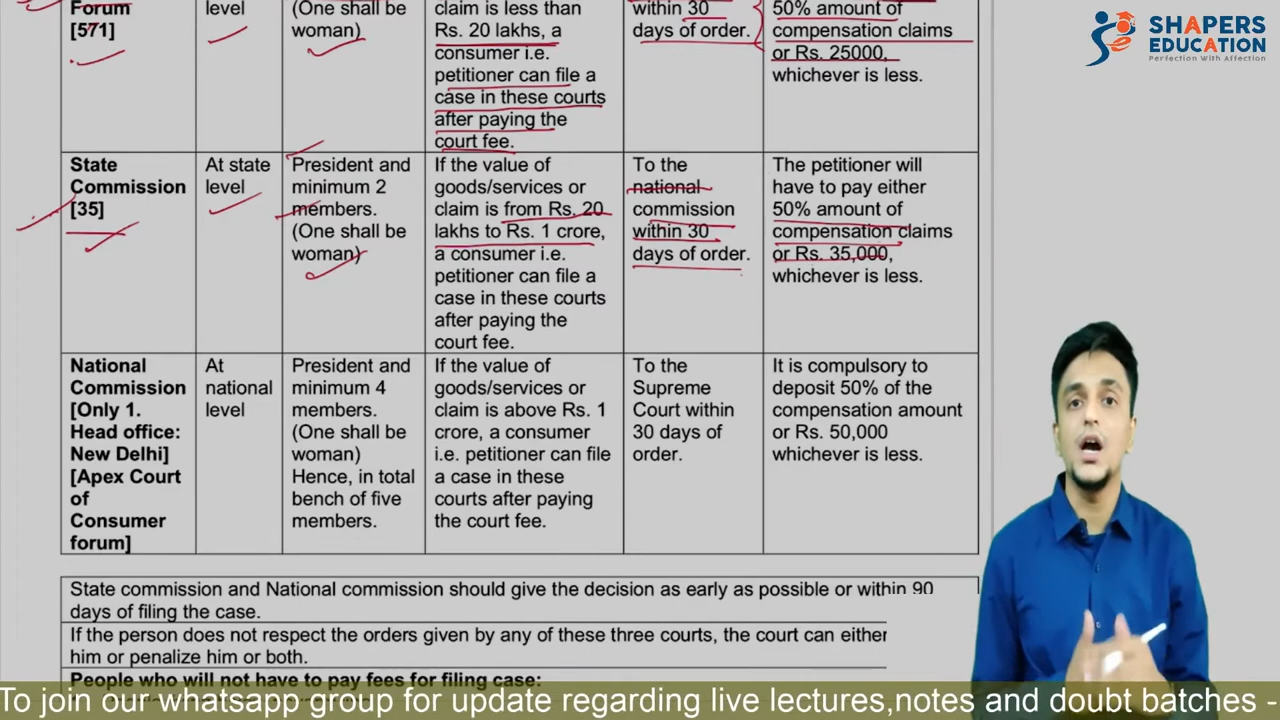 SHAPERS
EDUCATION
Perfection With Affection
Forum
[571]
level
(One shall be
woman)
claim is less than
Rs. 20 lakhs, a
consumer i.e.
petitioner can file a
case in these courts
after paying the
court fee.
within 30
days of order.
50% amount of
compensation claims
or Rs. 25000,
whichever is less.
State
Commission
[35]
At state
level
President and
minimum 2
members.
(One shall be
woman)
If the value of
goods/services or
claim is from Rs. 20
lakhs to Rs. 1 crore,
a consumer i.e.
petitioner can file a
case in these courts
after paying the
court fee.
To the
national
commission
within 30
days of order.
The petitioner will
have to pay either
50% amount of
compensation claims
or Rs. 35,000,
whichever is less.
National
Commission
[Only 1.
Head office:
New Delhi]
[Apex Court
of
Consumer
forum]
At
national
level
President and
minimum 4
members.
(One shall be
woman)
Hence, in total
bench of five
members.
If the value of
goods/services or
claim is above Rs. 1
crore, a consumer
i.e. petitioner can file
a case in these
courts after paying
the court fee.
To the
Supreme
Court within
30 days of
order.
It is compulsory to
deposit 50% of the
compensation amount
or Rs. 50,000
whichever is less.
State commission and National commission should give the decision as early as possible or within 90
days of filing the case.
If the person does not respect the orders given by any of these three courts, the court can either
him or penalize him or both.
People who will not have to pay fees for filing case:
To join our whatsapp group for update regarding live lectures,notes and doubt batches -